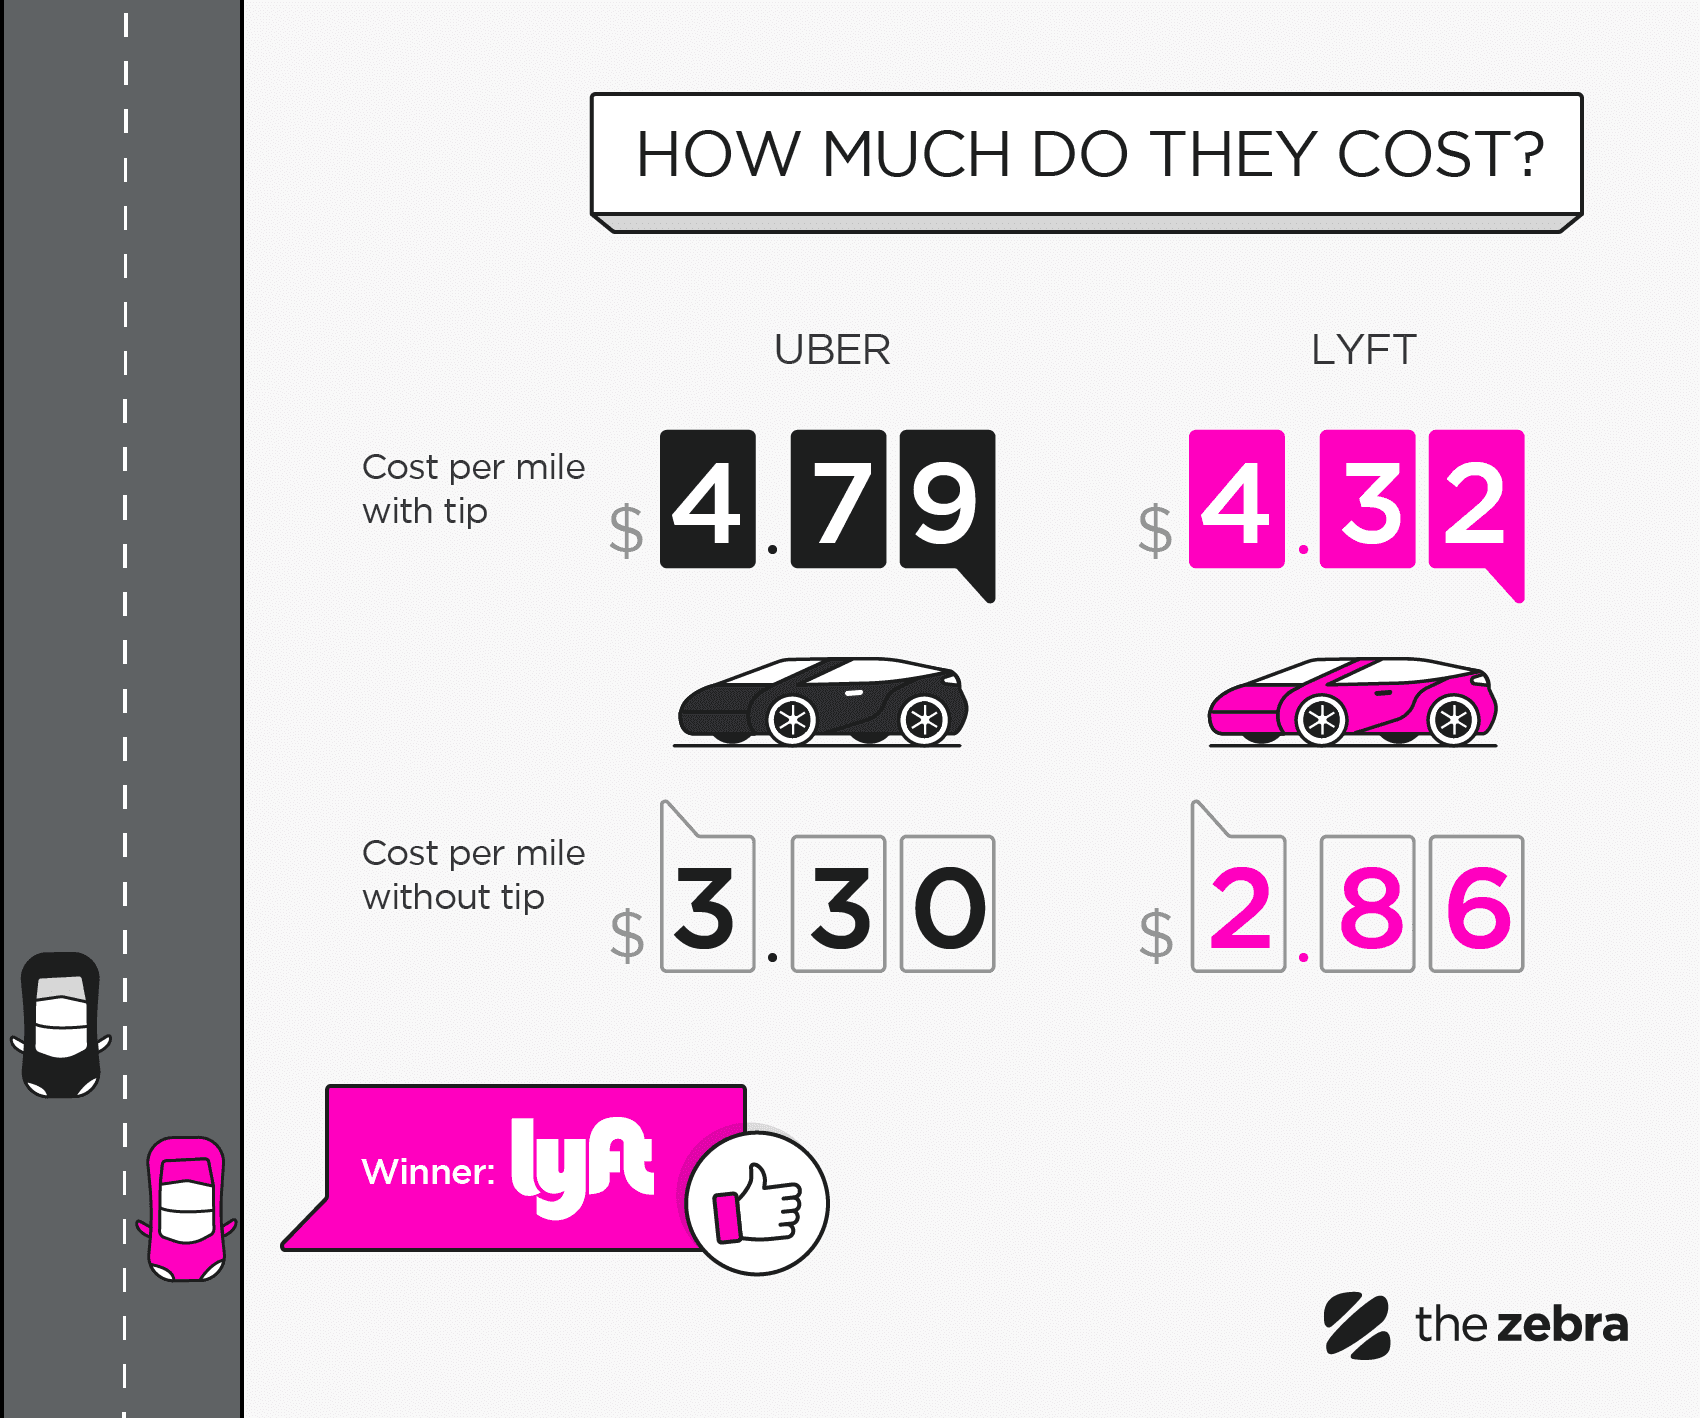 HOW MUCH DO THEY COST?
UBER
LYFT
Cost per mile
with tip
$4.79
$4.32
Cost per mile
without tip
$3.30
$2.86
Winner: lyft
the zebra